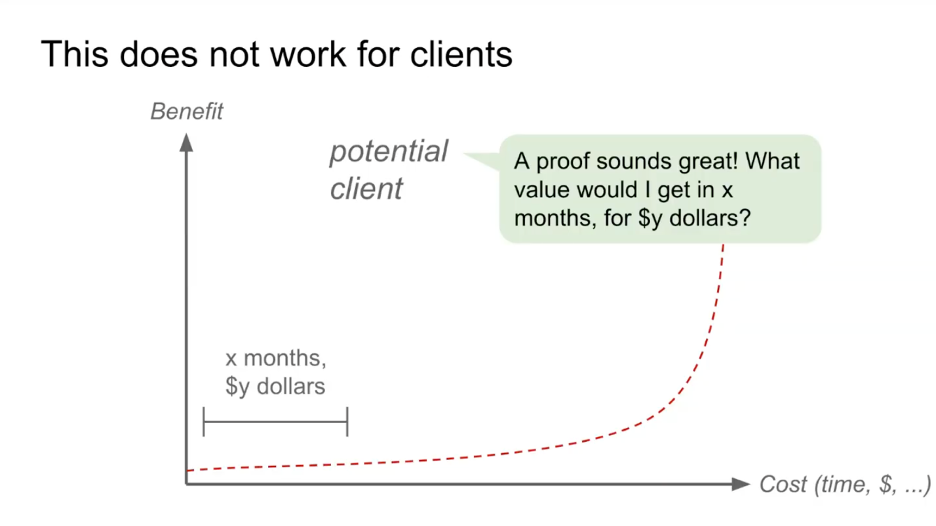 This does not work for clients
Benefit
potential
client
A proof sounds great! What
value would I get in x
months, for $y dollars?
x months,
$y dollars
Cost (time, $, ...)